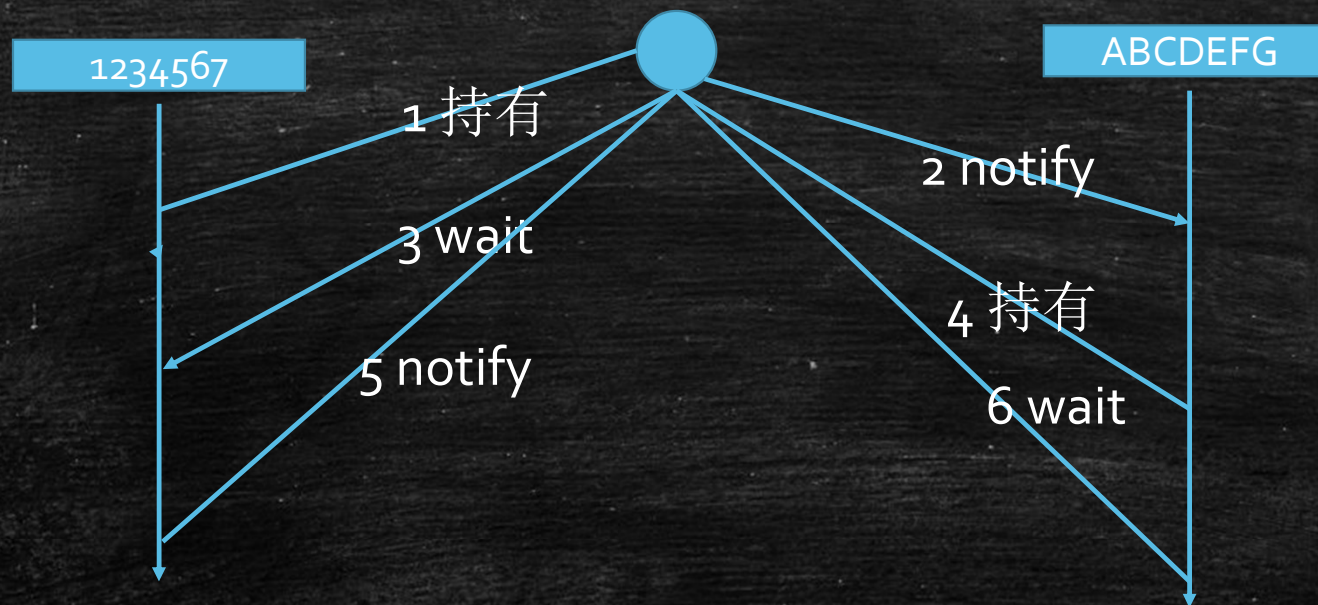 1234567
ABCDEFG
1 持有
2 notify
3 wait
4 持有
5 notify
6 wait